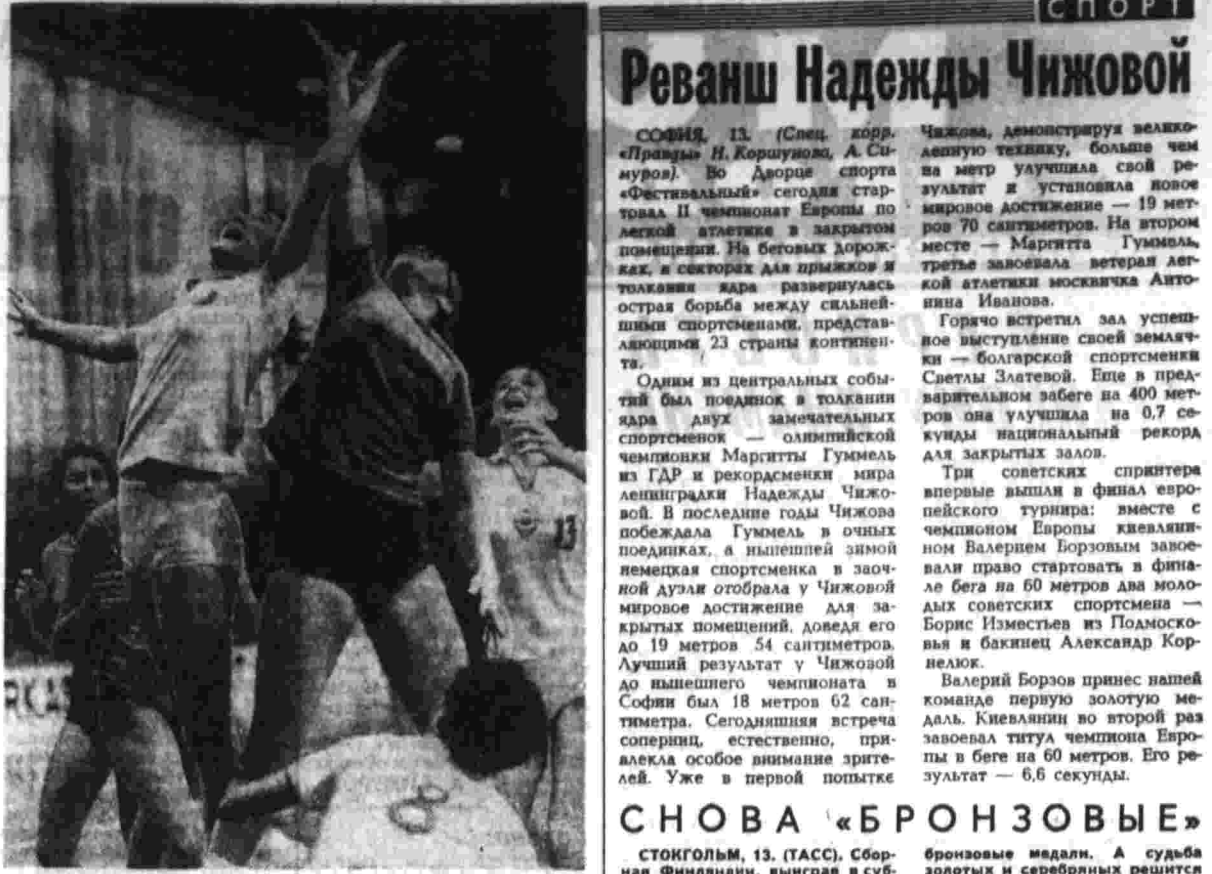 СПОРТ
Реванш Надежды Чижовой
СОФИЯ, 13. (Спец. корр.
«Правды» Н. Коршунова, А. Си-
муров). Во Дворце спорта
«Фестивальный» сегодня стар-
товал II чемпионат Европы по
легкой атлетике в закрытом
помещении. На беговых дорож-
ках, в секторах для прыжков и
толкания ядра развернулась
острая борьба между сильней-
шими спортсменами, представ-
ляющими 23 страны континен-
та.
Одним из центральных собы-
тий был поединок в толкании
ядра двух замечательных
спортсменок — олимпийской
чемпионки Маргитты Гуммель
из ГДР и рекордсменки мира
ленинградки Надежды Чижо-
вой. В последние годы Чижова
побеждала Гуммель в очных
поединках, а нынешней зимой
немецкая спортсменка в заоч-
ной дуэли отобрала у Чижовой
мировое достижение для за-
крытых помещений, доведя его
до 19 метров 54 сантиметров.
Лучший результат у Чижовой
до нынешнего чемпионата в
Софии был 18 метров 62 сан-
тиметра. Сегодняшняя встреча
соперниц, естественно, при-
влекла особое внимание зрите-
лей. Уже в первой попытке
Чижова, демонстрируя велико-
лепную технику, больше чем
на метр улучшила свой ре-
зультат и установила новое
мировое достижение — 19 мет-
ров 70 сантиметров. На втором
месте — Маргитта Гуммель,
третье завоевала ветеран лег-
кой атлетики москвичка Анто-
нина Иванова.
Горячо встретил зал успеш-
ное выступление своей земляч-
ки — болгарской спортсменки
Светлы Златевой. Еще в пред-
варительном забеге на 400 мет-
ров она улучшила на 0,7 се-
кунды национальный рекорд
для закрытых залов.
Три советских спринтера
впервые вышли в финал евро-
пейского турнира: вместе с
чемпионом Европы киевляни-
ном Валерием Борзовым завое-
вали право стартовать в фина-
ле бега на 60 метров два моло-
дых советских спортсмена —
Борис Изместьев из Подмоско-
вья и бакинец Александр Кор-
нелюк.
Валерий Борзов принес нашей
команде первую золотую ме-
даль. Киевлянин во второй раз
завоевал титул чемпиона Евро-
пы в беге на 60 метров. Его ре-
зультат — 6,6 секунды.
СНОВА «БРОНЗОВЫЕ»
СТОКГОЛЬМ, 13. (ТАСС). Сбор-
ная Финляндии, выиграв в суб-
бронзовые медали. А судьба
золотых и серебряных решится
13
8